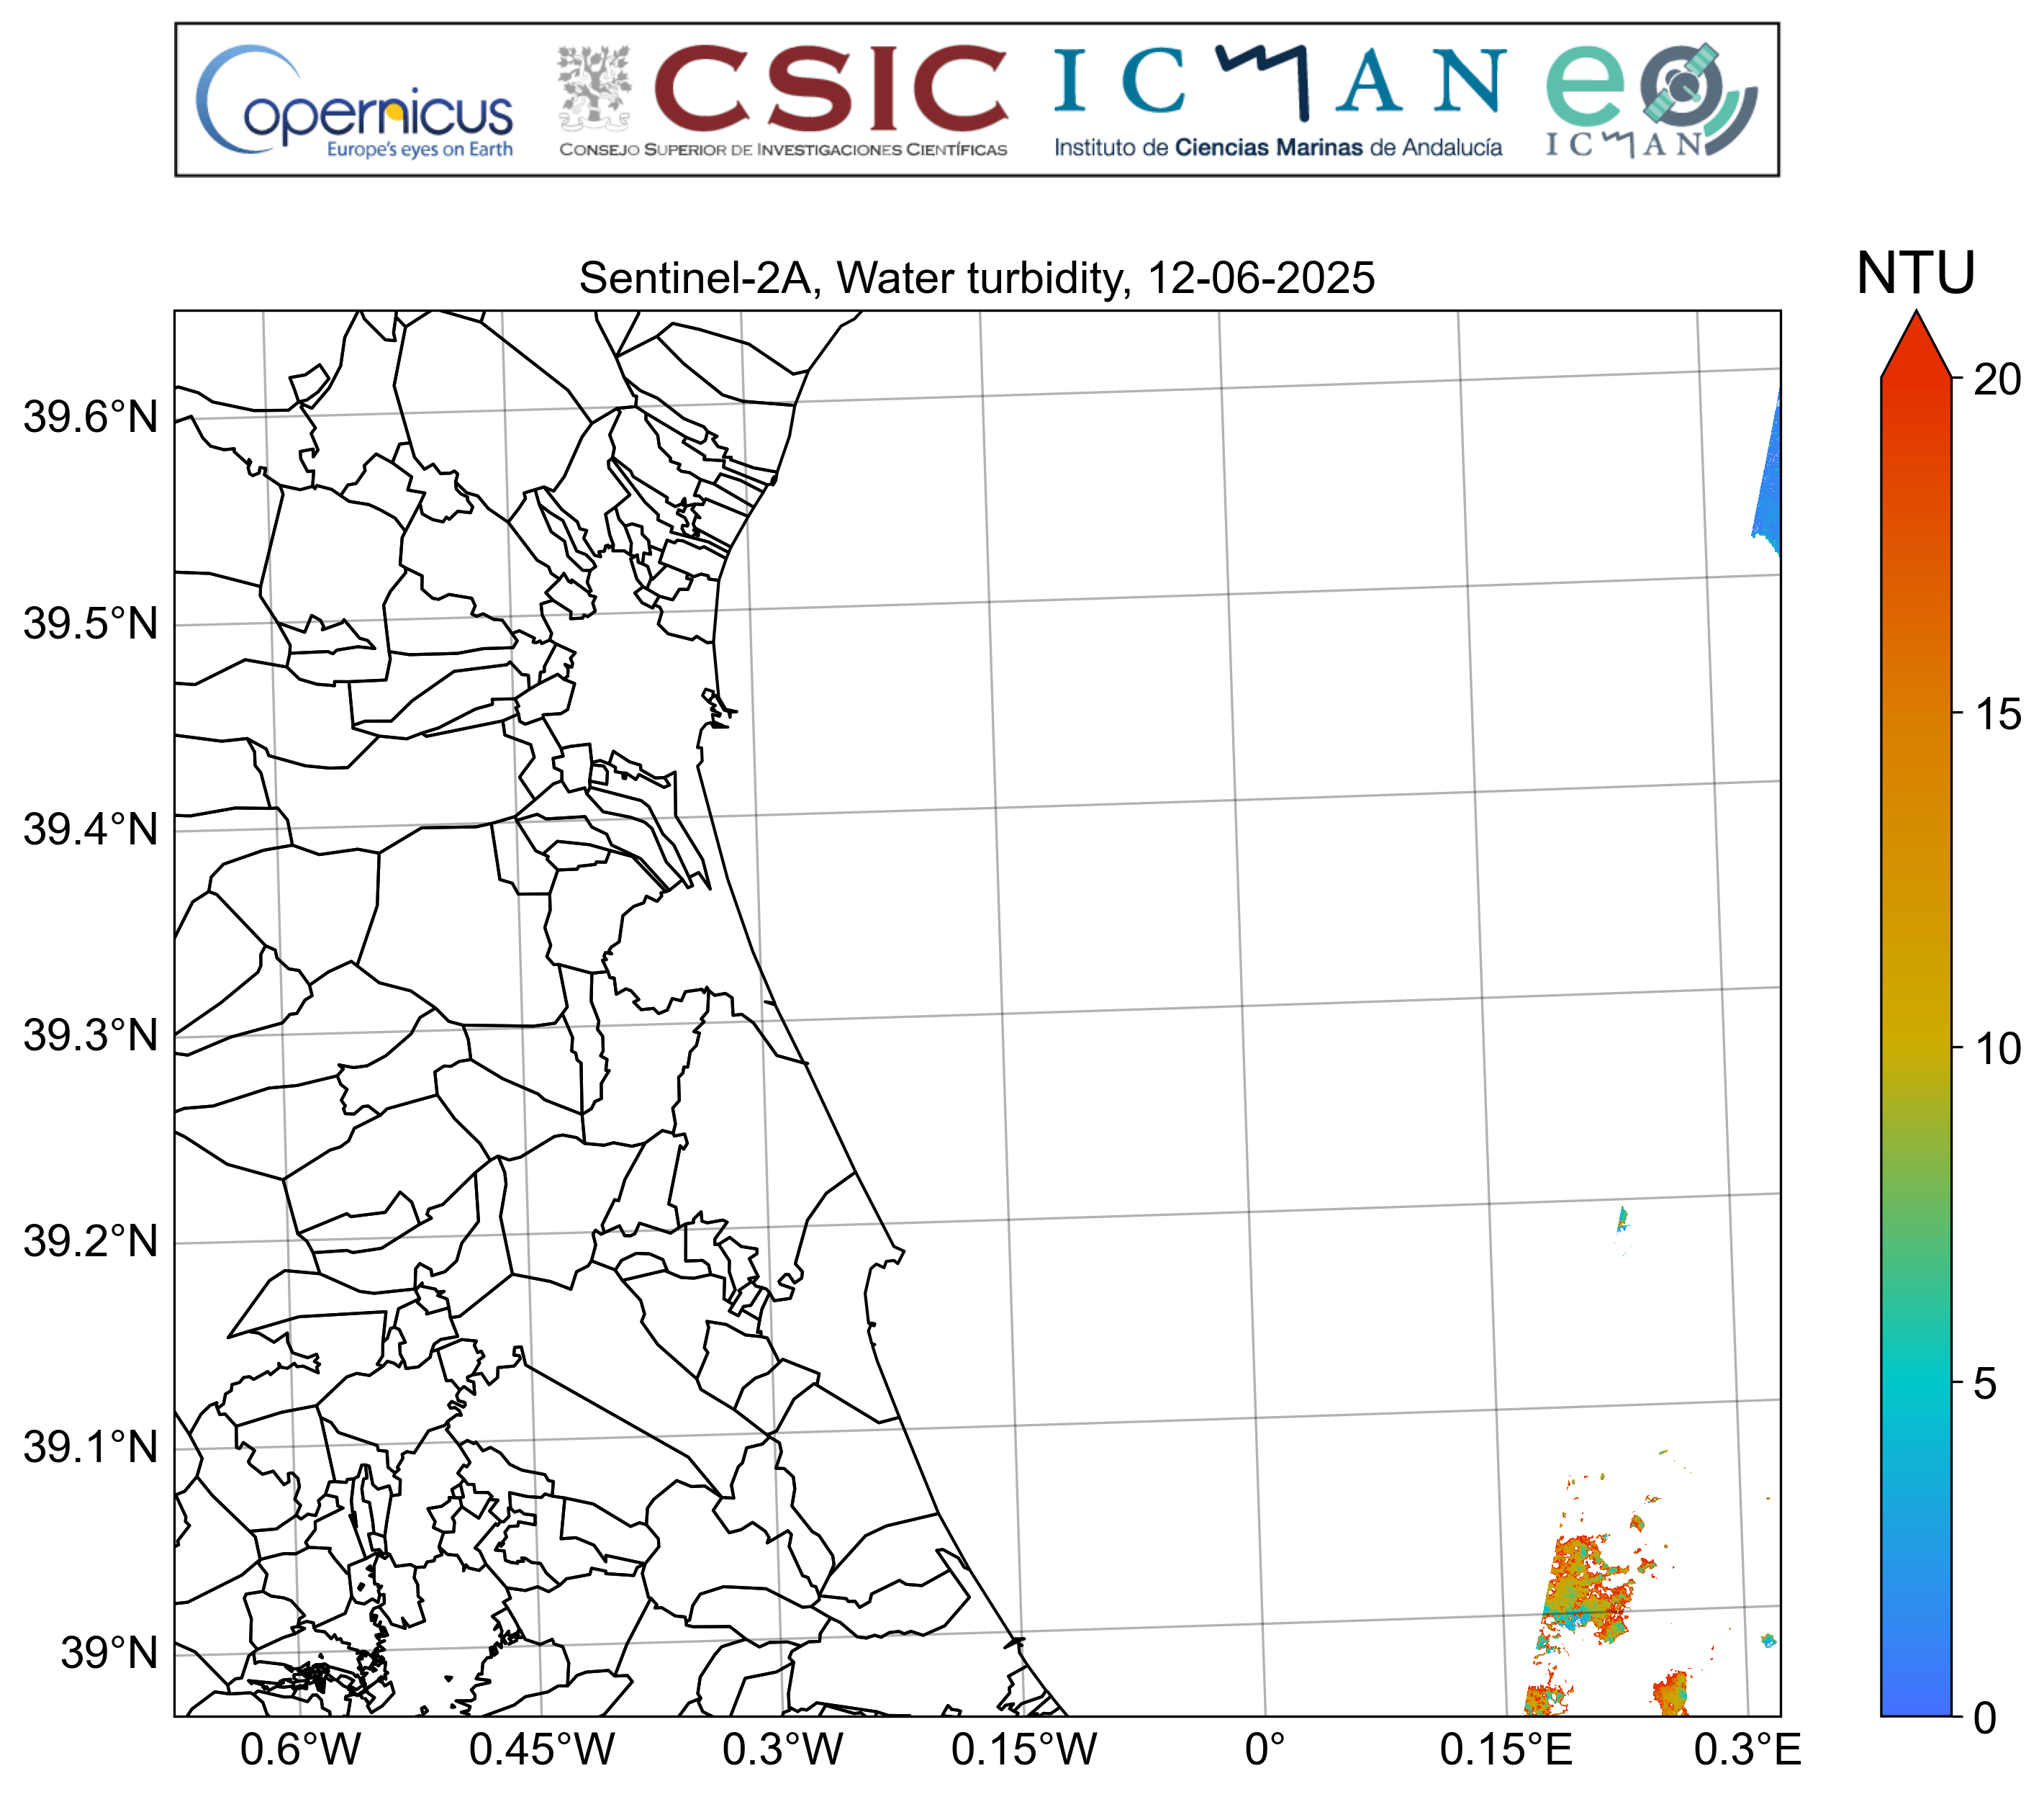 Copernicus
Europe's eyes on Earth
CSIC
CONSEJO SUPERIOR DE INVESTIGACIONES CIENTÍFICAS
ICMAN
Instituto de Ciencias Marinas de Andalucía
eo
ICMAN
Sentinel-2A, Water turbidity, 12-06-2025
NTU
20
15
10
5
0
39.6°N
39.5°N
39.4°N
39.3°N
39.2°N
39.1°N
39°N
0.6°W
0.45°W
0.3°W
0.15°W
0°
0.15°E
0.3°E